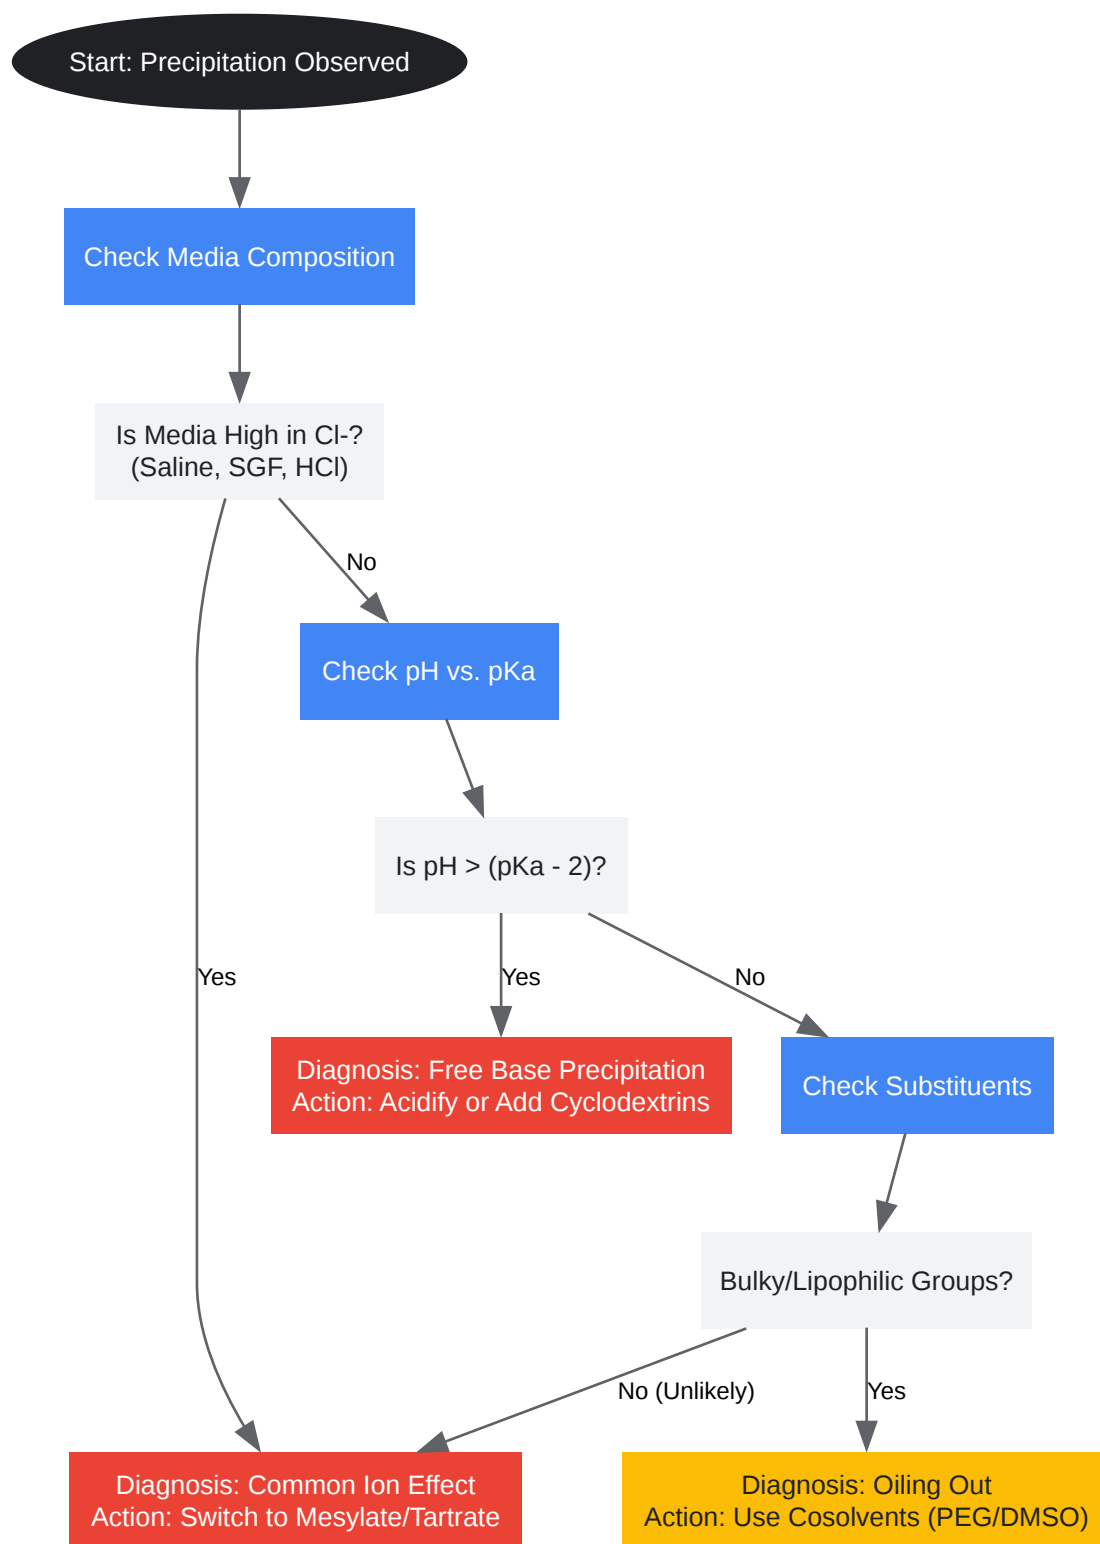 Start: Precipitation Observed
Check Media Composition
Is Media High in Cl-?
(Saline, SGF, HCl)
No
Check pH vs. pKa
Is pH > (pKa - 2)?
Yes
Yes
No
Diagnosis: Free Base Precipitation
Action: Acidify or Add Cyclodextrins
Check Substituents
Bulky/Lipophilic Groups?
No (Unlikely)
Yes
Diagnosis: Common Ion Effect
Action: Switch to Mesylate/Tartrate
Diagnosis: Oiling Out
Action: Use Cosolvents (PEG/DMSO)